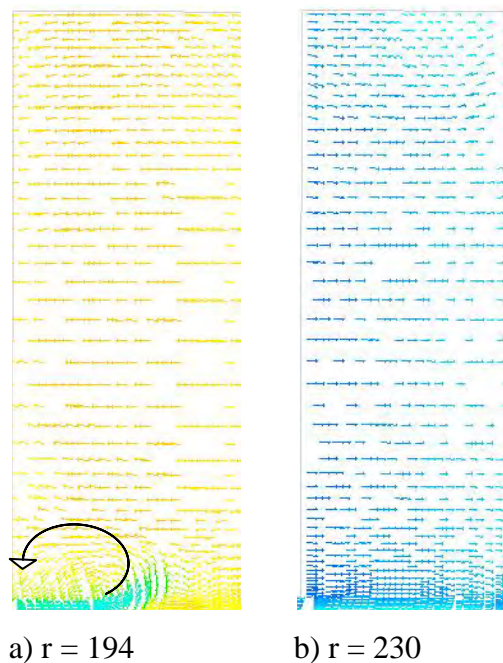 a) r = 194
b) r = 230